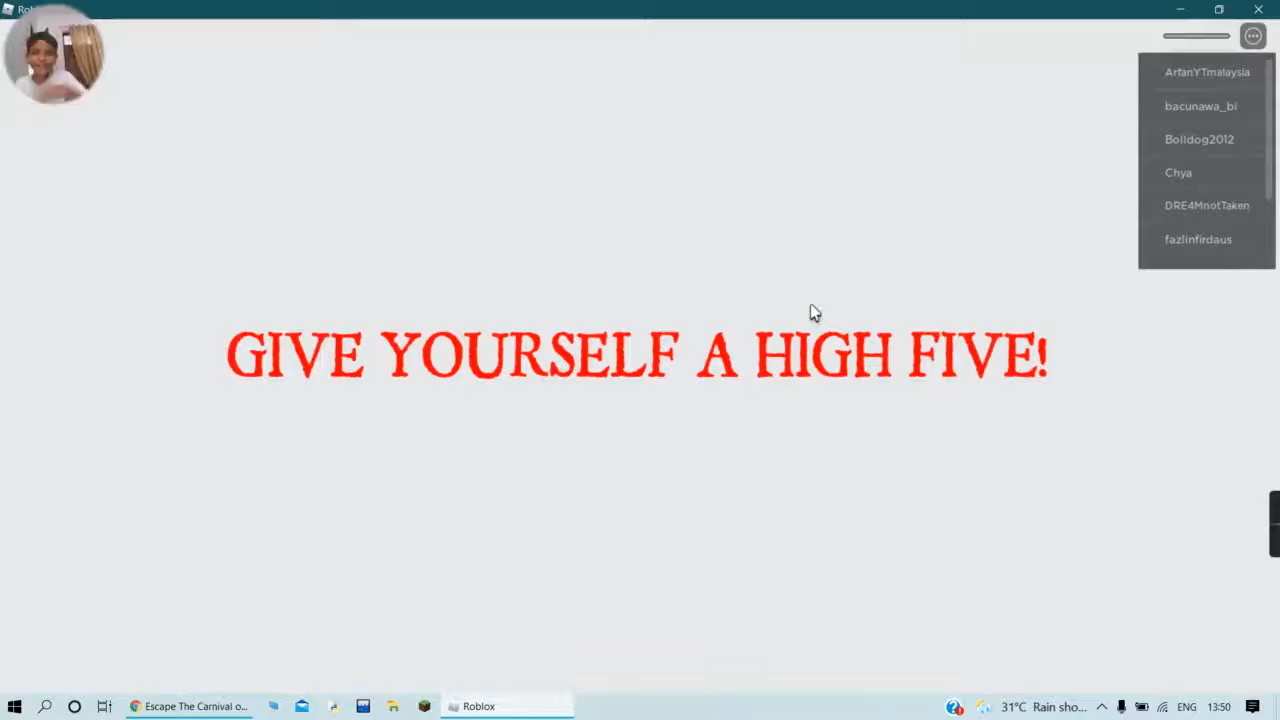 ArfanYTmalaysia
bacunawa_bi
Bolldog2012
Chya
DRE4MnotTaken
fazlinfirdaus
GIVE YOURSELF A HIGH FIVE!
Escape The Carnival o...
Roblox
31°C Rain sho...
ENG
13:50